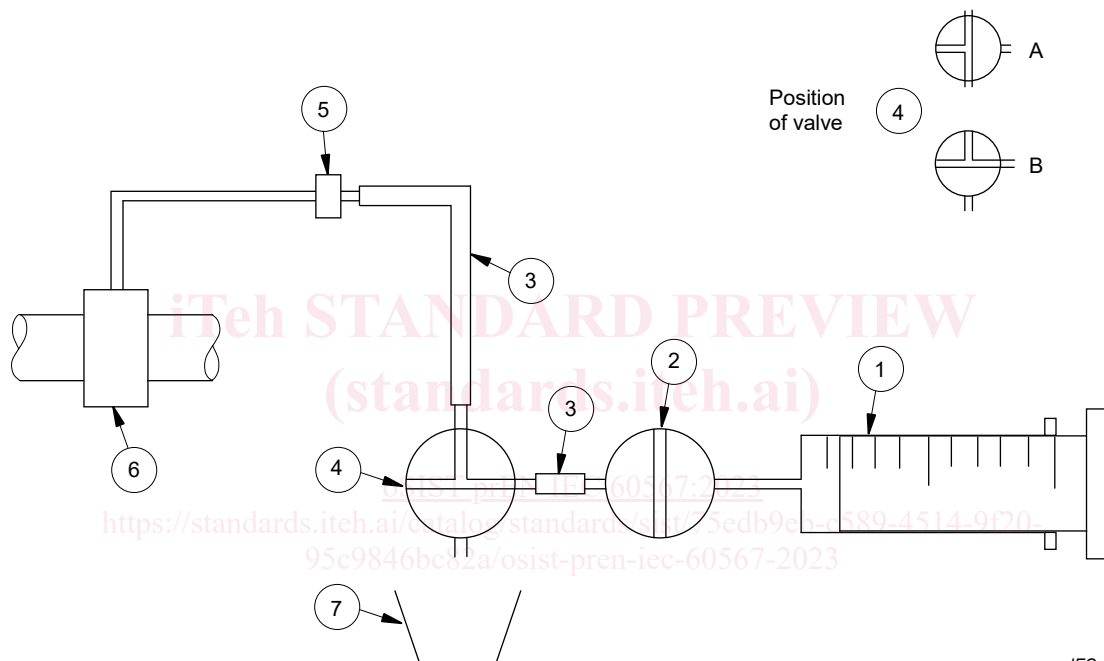 A
5
Position
of valve
4
B
3
iTeh STANDARD PREVIEW
2
1
(standards.iteh.ai)
3
6
4
oSIST prEN IEC 60567:2023
https://standards.iteh.ai/catalog/standards/sist/75edb9eb-c589-4514-9f20-
95c9846bc82a/osist-pren-iec-60567-2023
7